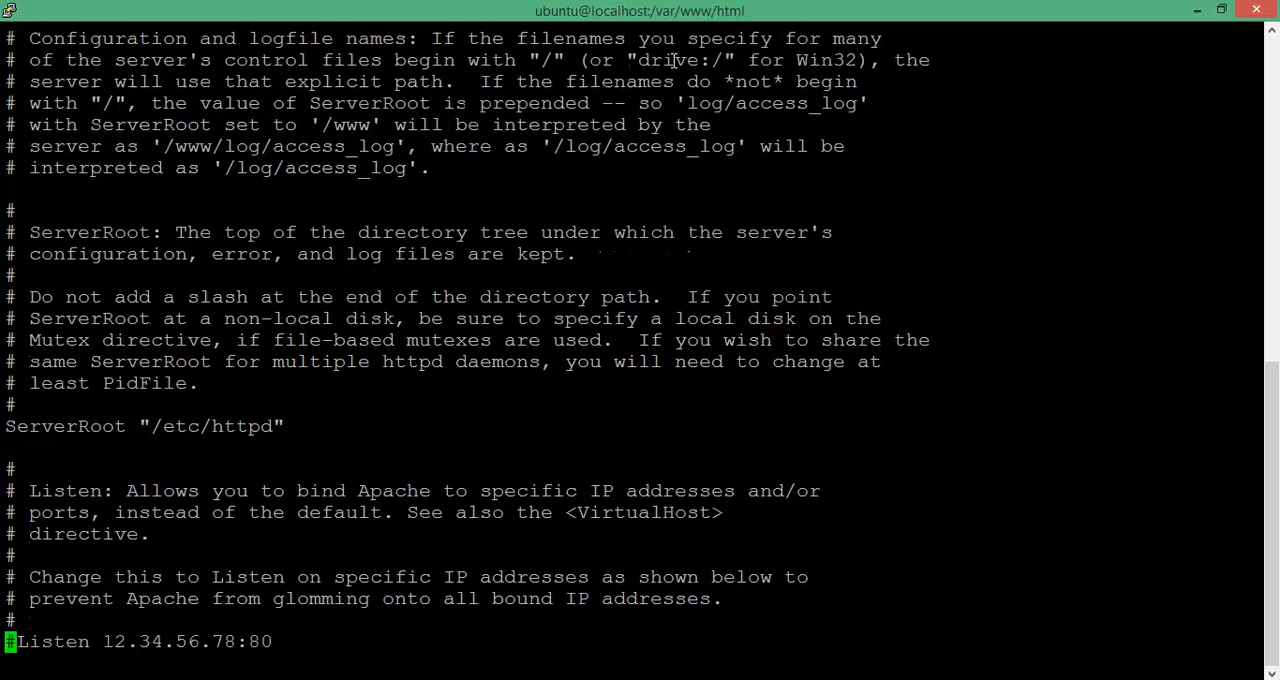 ubuntu@localhost:/var/www/html
# Configuration and logfile names: If the filenames you specify for many
# of the server's control files begin with "/" (or "drive:/" for Win32), the
# server will use that explicit path.  If the filenames do *not* begin
# with "/", the value of ServerRoot is prepended -- so 'log/access_log'
# with ServerRoot set to '/www' will be interpreted by the
# server as '/www/log/access_log', where as '/log/access_log' will be
# interpreted as '/log/access_log'.
#
# ServerRoot: The top of the directory tree under which the server's
# configuration, error, and log files are kept.
#
# Do not add a slash at the end of the directory path.  If you point
# ServerRoot at a non-local disk, be sure to specify a local disk on the
# Mutex directive, if file-based mutexes are used.  If you wish to share the
# same ServerRoot for multiple httpd daemons, you will need to change at
# least PidFile.
#
ServerRoot "/etc/httpd"
#
# Listen: Allows you to bind Apache to specific IP addresses and/or
# ports, instead of the default. See also the <VirtualHost>
# directive.
#
# Change this to Listen on specific IP addresses as shown below to
# prevent Apache from glomming onto all bound IP addresses.
#
#Listen 12.34.56.78:80